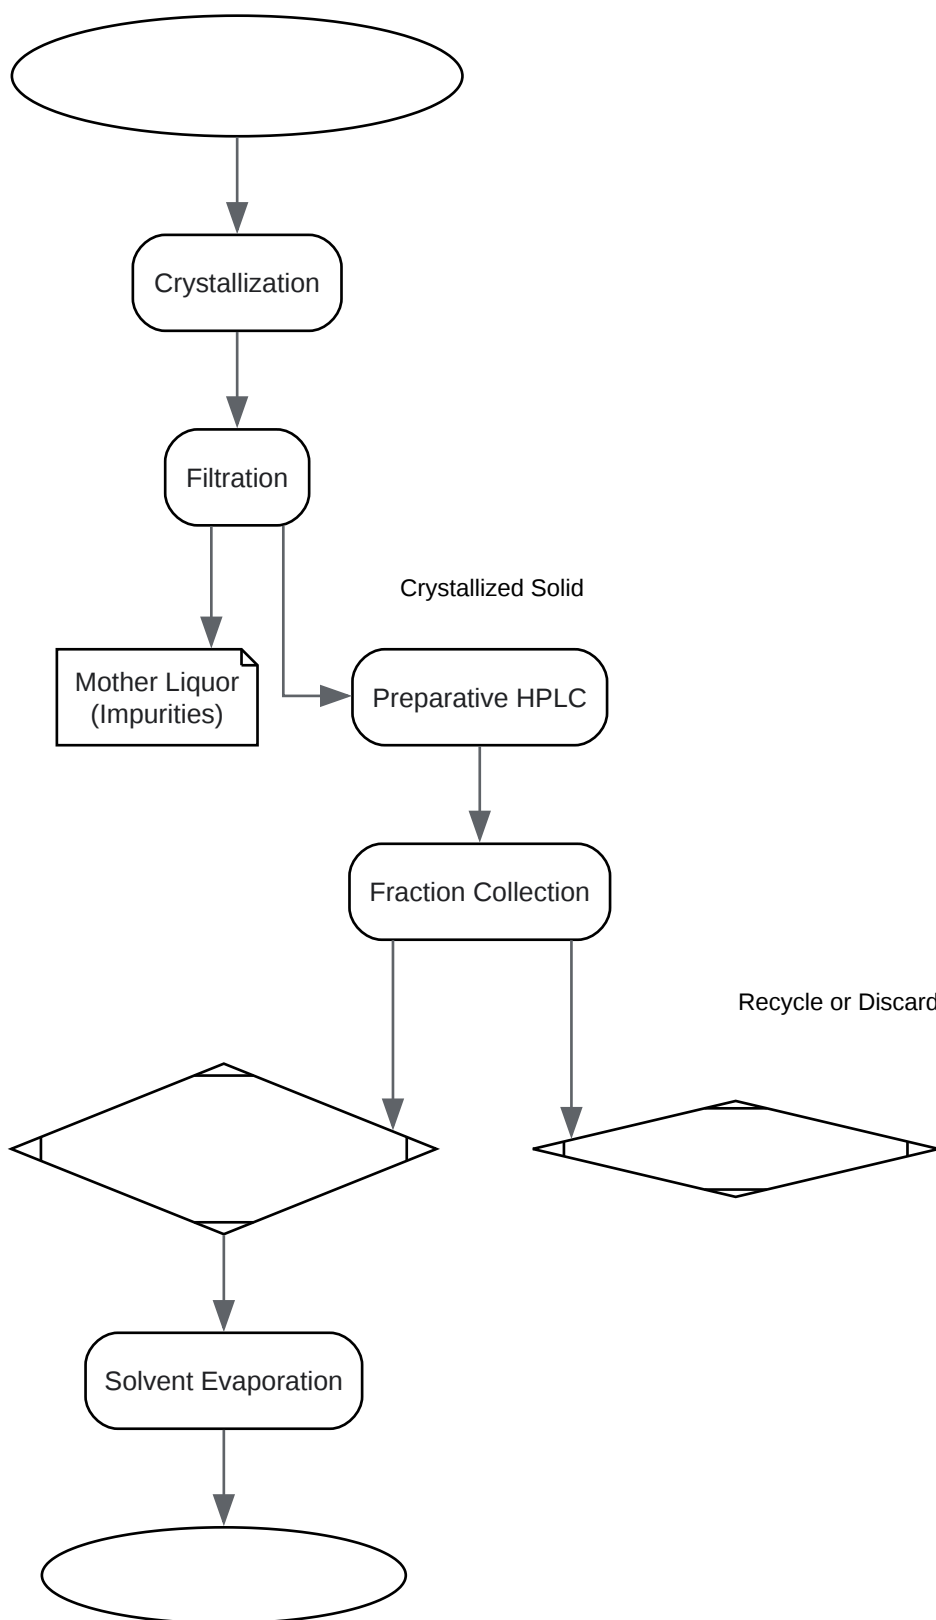 Crystallization
Filtration
Crystallized Solid
Mother Liquor
(Impurities)
Preparative HPLC
Fraction Collection
Recycle or Discard
Solvent Evaporation